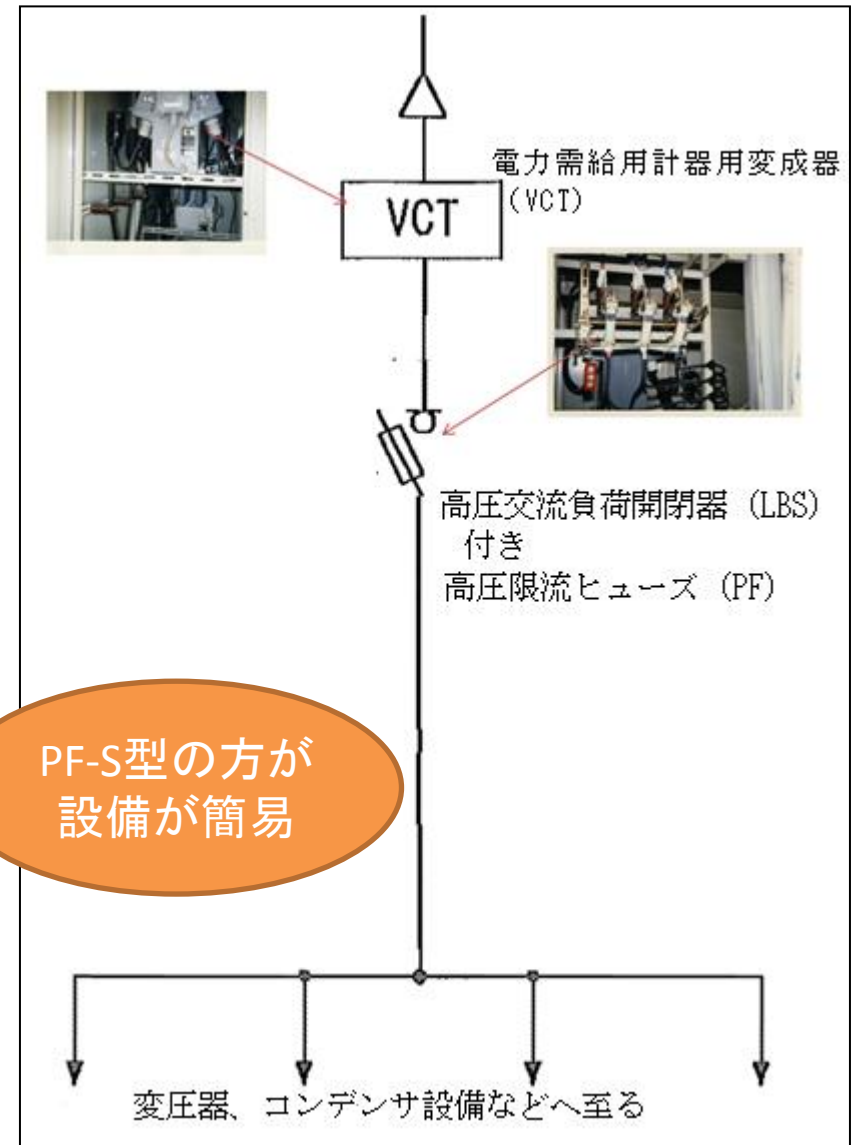 電力需給用計器用変成器
(VCT)
VCT
高圧交流負荷開閉器 (LBS)
付き
高圧限流ヒューズ (PF)
PF-S型の方が
設備が簡易
変圧器、コンデンサ設備などへ至る